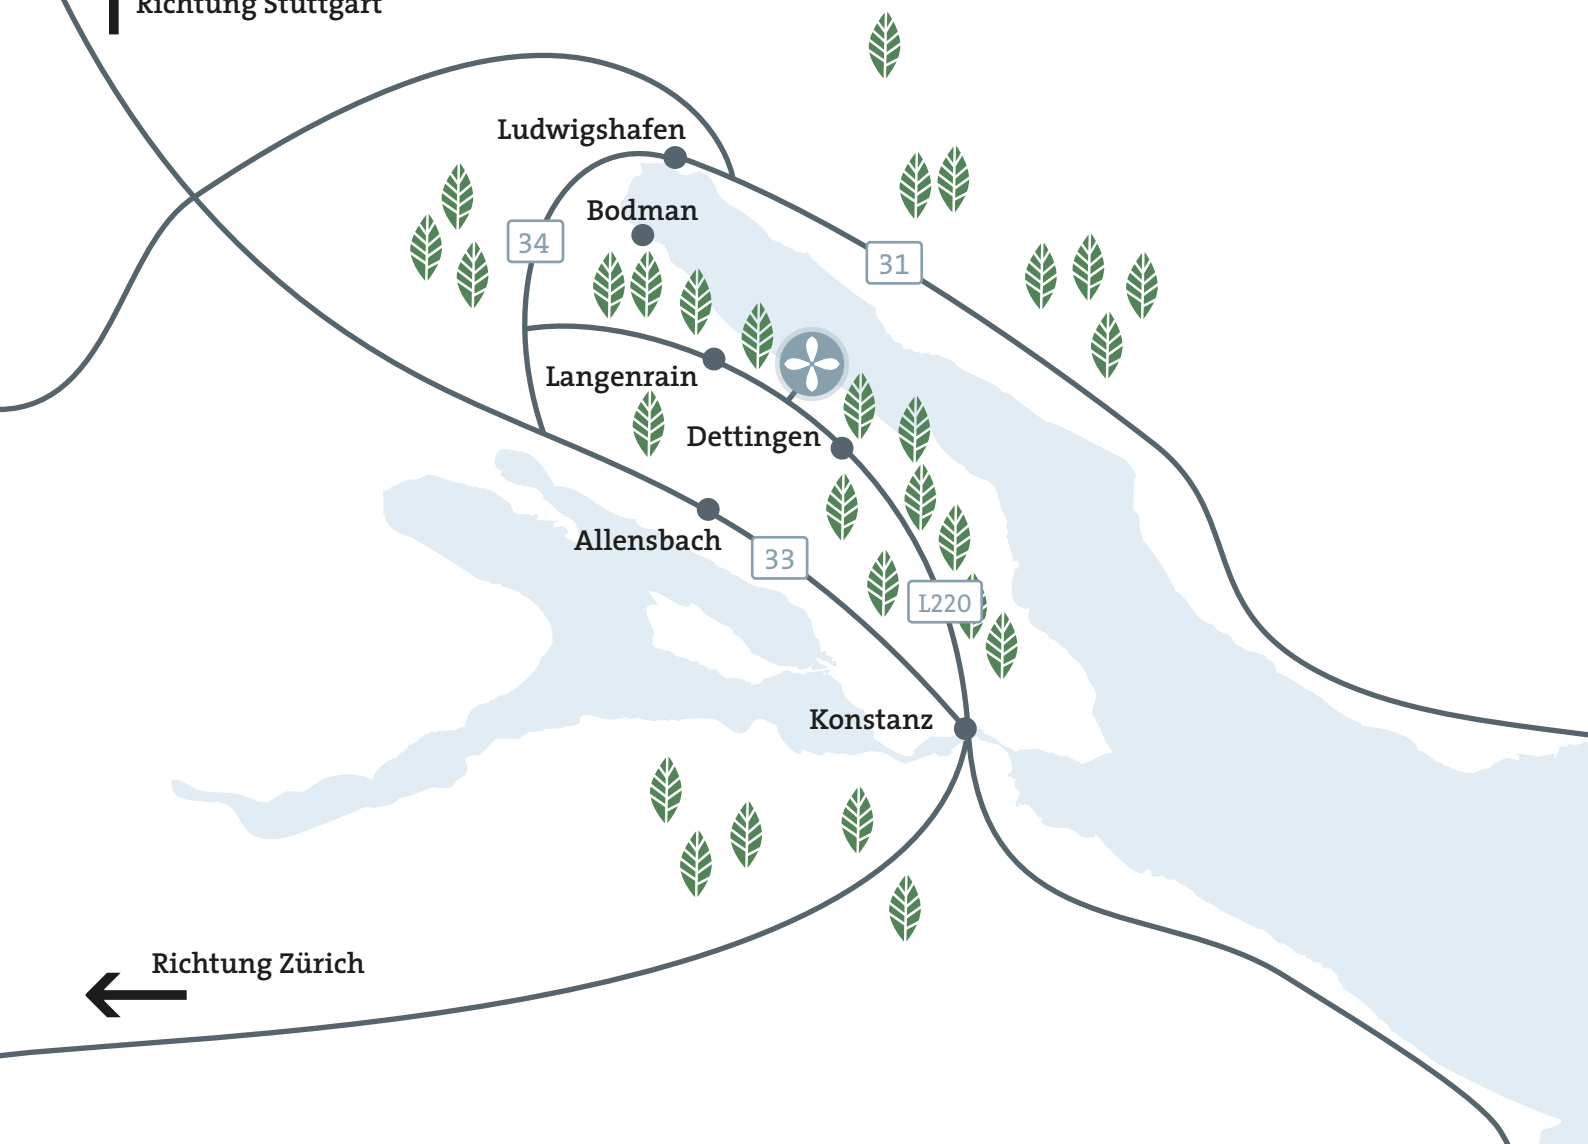 Richtung Stuttgart
Ludwigshafen
Bodman
34
31
Langenrain
Dettingen
Allensbach
33
L220
Konstanz
Richtung Zürich